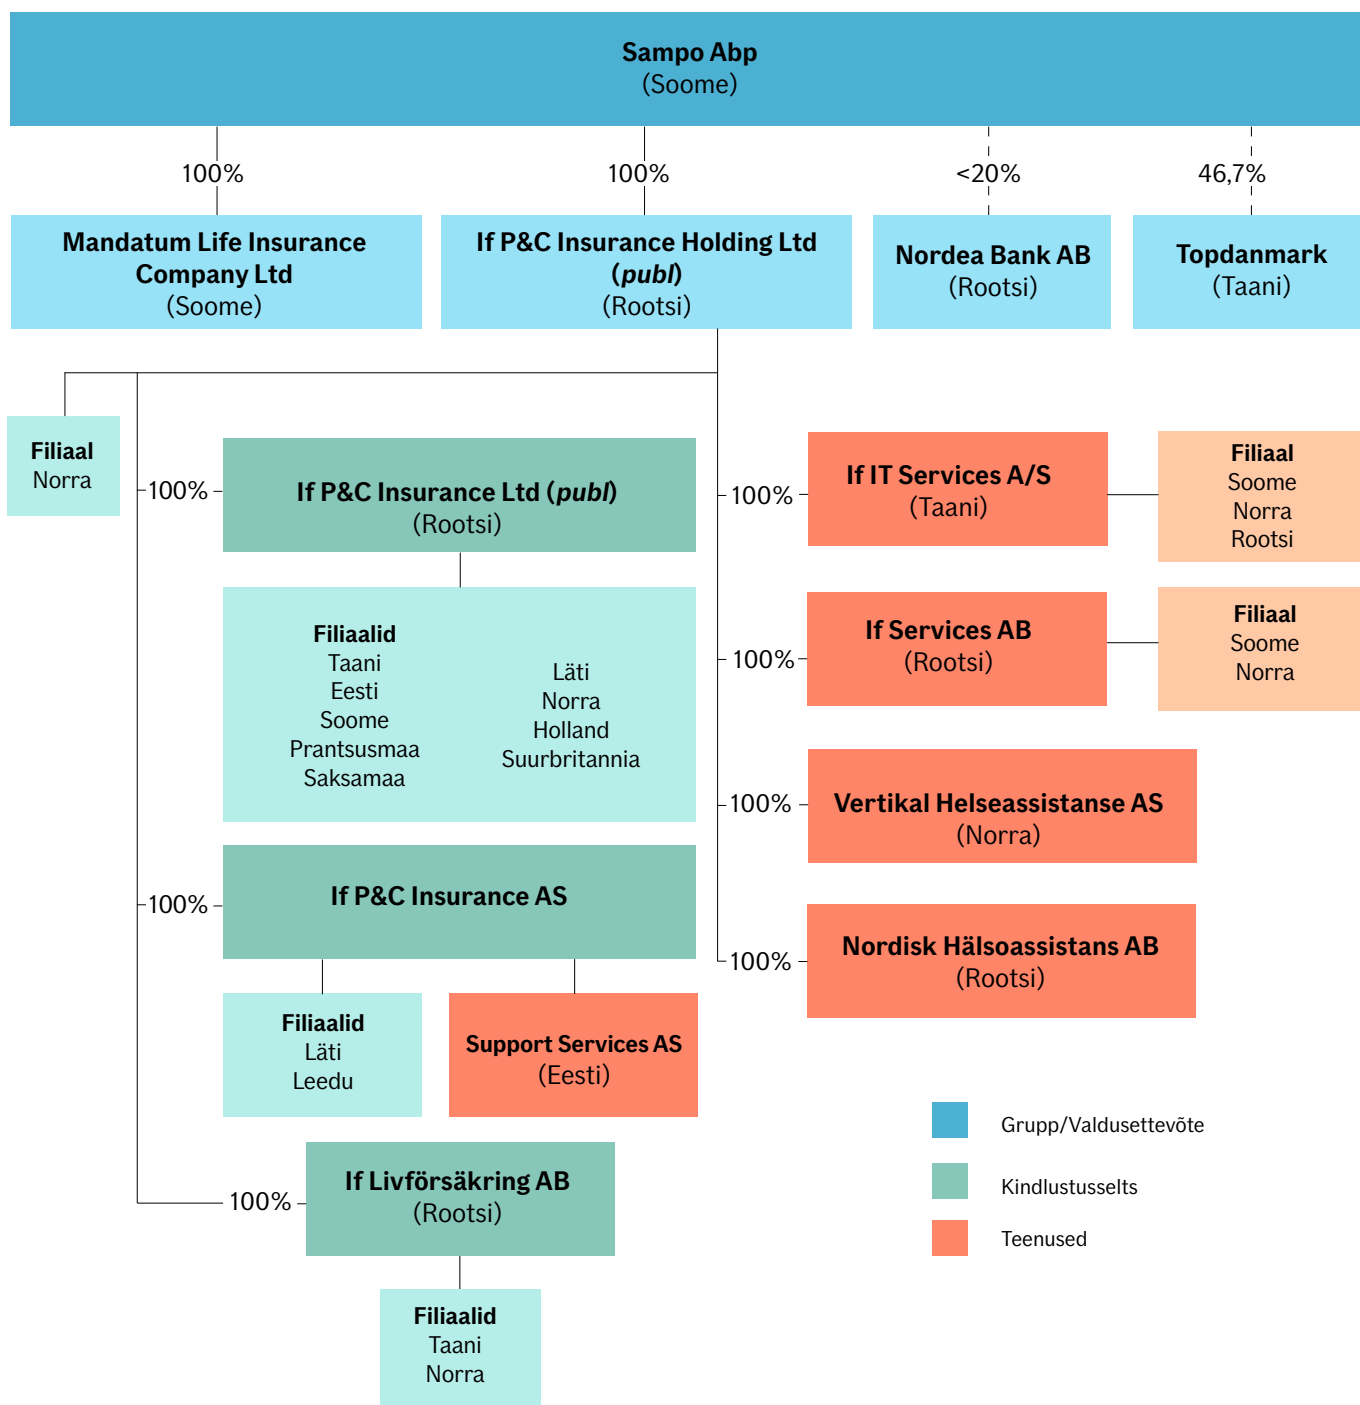 Sampo Abp
(Soome)
100%
100%
<20%
46,7%
Mandatum Life Insurance
Company Ltd
(Soome)
If P&C Insurance Holding Ltd
(publ)
(Rootsi)
Nordea Bank AB
(Rootsi)
Topdanmark
(Taani)
Filiaal
Norra
100%
If P&C Insurance Ltd (publ)
(Rootsi)
Filiaalid
Taani
Eesti
Soome
Prantsusmaa
Saksamaa
Läti
Norra
Holland
Suurbritannia
100%
If P&C Insurance AS
Filiaalid
Läti
Leedu
Support Services AS
(Eesti)
100%
If Livförsäkring AB
(Rootsi)
Filiaalid
Taani
Norra
100%
If IT Services A/S
(Taani)
Filiaal
Soome
Norra
Rootsi
100%
If Services AB
(Rootsi)
Filiaal
Soome
Norra
100%
Vertikal Helseassistanse AS
(Norra)
100%
Nordisk Hälsoassistans AB
(Rootsi)
Grupp/Valdusettevõte
Kindlustusselts
Teenused